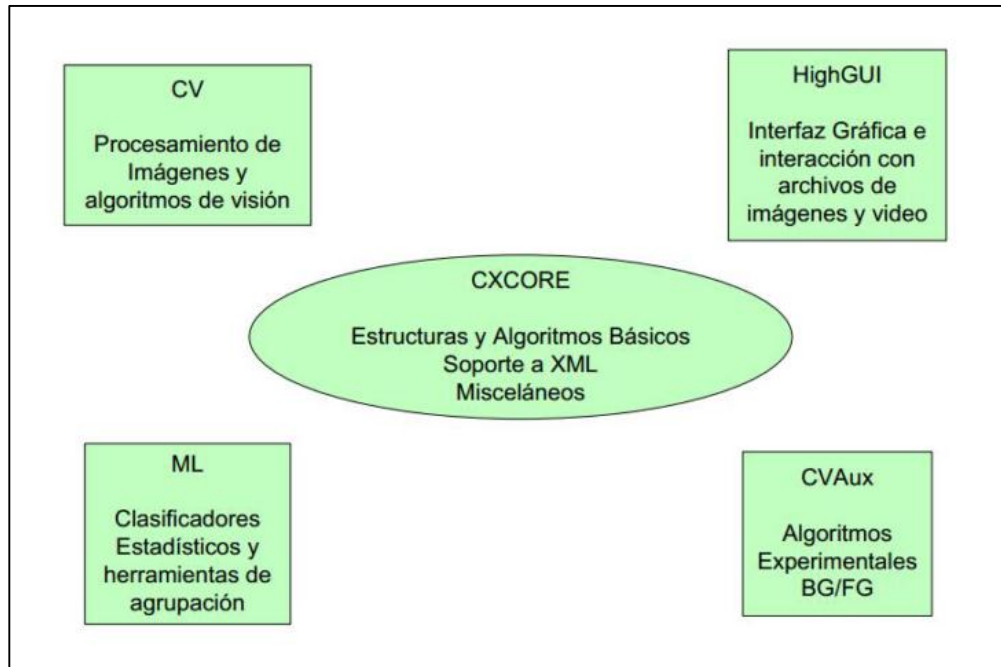 CV
Procesamiento de
Imágenes y
algoritmos de visión
HighGUI
Interfaz Gráfica e
interacción con
archivos de
imágenes y video
CXCORE
Estructuras y Algoritmos Básicos
Soporte a XML
Misceláneos
ML
Clasificadores
Estadísticos y
herramientas de
agrupación
CVAux
Algoritmos
Experimentales
BG/FG